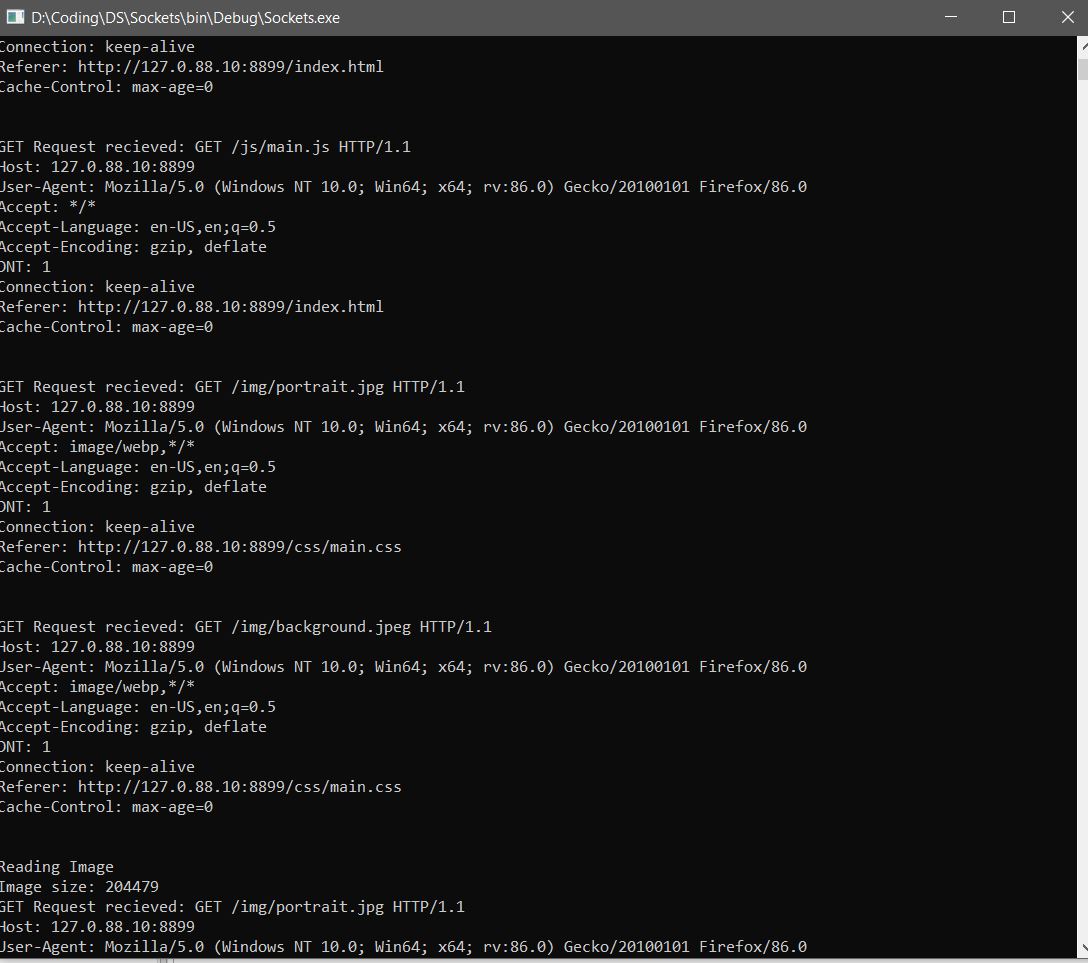 D:\Coding\DS\Sockets\bin\Debug\Sockets.exe
Connection: keep-alive
Referer: http://127.0.88.10:8899/index.html
Cache-Control: max-age=0
GET Request recieved: GET /js/main.js HTTP/1.1
Host: 127.0.88.10:8899
User-Agent: Mozilla/5.0 (Windows NT 10.0; Win64; x64; rv:86.0) Gecko/20100101 Firefox/86.0
Accept: */*
Accept-Language: en-US,en;q=0.5
Accept-Encoding: gzip, deflate
DNT: 1
Connection: keep-alive
Referer: http://127.0.88.10:8899/index.html
Cache-Control: max-age=0
GET Request recieved: GET /img/portrait.jpg HTTP/1.1
Host: 127.0.88.10:8899
User-Agent: Mozilla/5.0 (Windows NT 10.0; Win64; x64; rv:86.0) Gecko/20100101 Firefox/86.0
Accept: image/webp,*/*
Accept-Language: en-US,en;q=0.5
Accept-Encoding: gzip, deflate
DNT: 1
Connection: keep-alive
Referer: http://127.0.88.10:8899/css/main.css
Cache-Control: max-age=0
GET Request recieved: GET /img/background.jpeg HTTP/1.1
Host: 127.0.88.10:8899
User-Agent: Mozilla/5.0 (Windows NT 10.0; Win64; x64; rv:86.0) Gecko/20100101 Firefox/86.0
Accept: image/webp,*/*
Accept-Language: en-US,en;q=0.5
Accept-Encoding: gzip, deflate
DNT: 1
Connection: keep-alive
Referer: http://127.0.88.10:8899/css/main.css
Cache-Control: max-age=0
Reading Image
Image size: 204479
GET Request recieved: GET /img/portrait.jpg HTTP/1.1
Host: 127.0.88.10:8899
User-Agent: Mozilla/5.0 (Windows NT 10.0; Win64; x64; rv:86.0) Gecko/20100101 Firefox/86.0